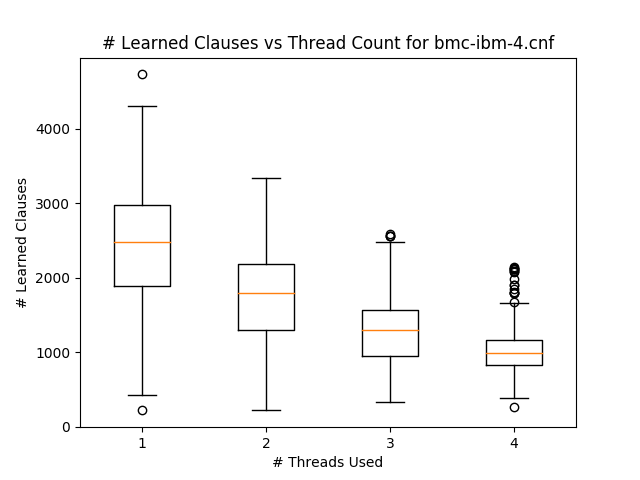 # Learned Clauses vs Thread Count for bmc-ibm-4.cnf
# Learned Clauses
4000
3000
2000
1000
0
1 2 3 4
# Threads Used